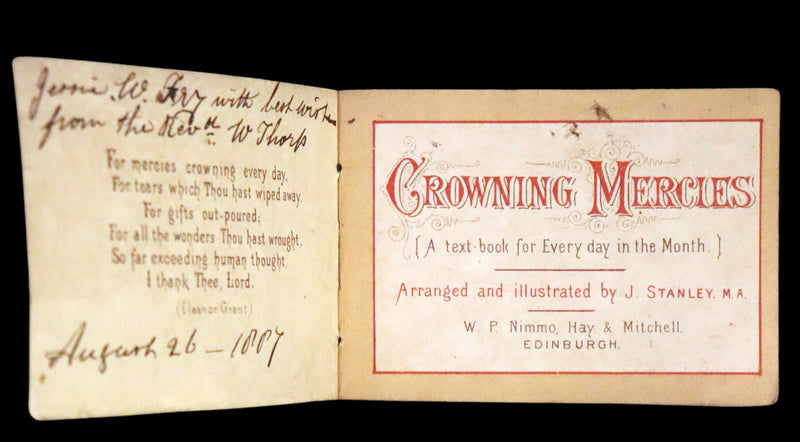 Jessie. W. Fry with best wishes
from the Revd. W Thorp
For mercies crowning every day,
For tears which Thou hast wiped away,
For gifts out-poured;
For all the wonders Thou hast wrought,
So far exceeding human thought,
I thank Thee, Lord.
(Eleanor Grant)
August 26 – 1887
CROWNING MERCIES
[A text-book for Every day in the Month.]
Arranged and illustrated by J. STANLEY. M.A.
W. P. Nimmo, Hay & Mitchell.
EDINBURGH.